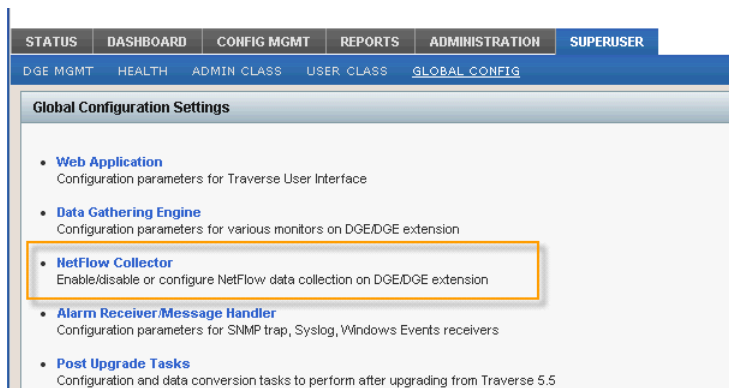 STATUS DASHBOARD CONFIG MGMT REPORTS ADMINISTRATION SUPERUSER
DGE MGMT HEALTH ADMIN CLASS USER CLASS GLOBAL CONFIG
Global Configuration Settings
• Web Application
Configuration parameters for Traverse User Interface
• Data Gathering Engine
Configuration parameters for various monitors on DGE/DGE extension
• NetFlow Collector
Enable/disable or configure NetFlow data collection on DGE/DGE extension
• Alarm Receiver/Message Handler
Configuration parameters for SNMP trap, Syslog, Windows Events receivers
• Post Upgrade Tasks
Configuration and data conversion tasks to perform after upgrading from Traverse 5.5